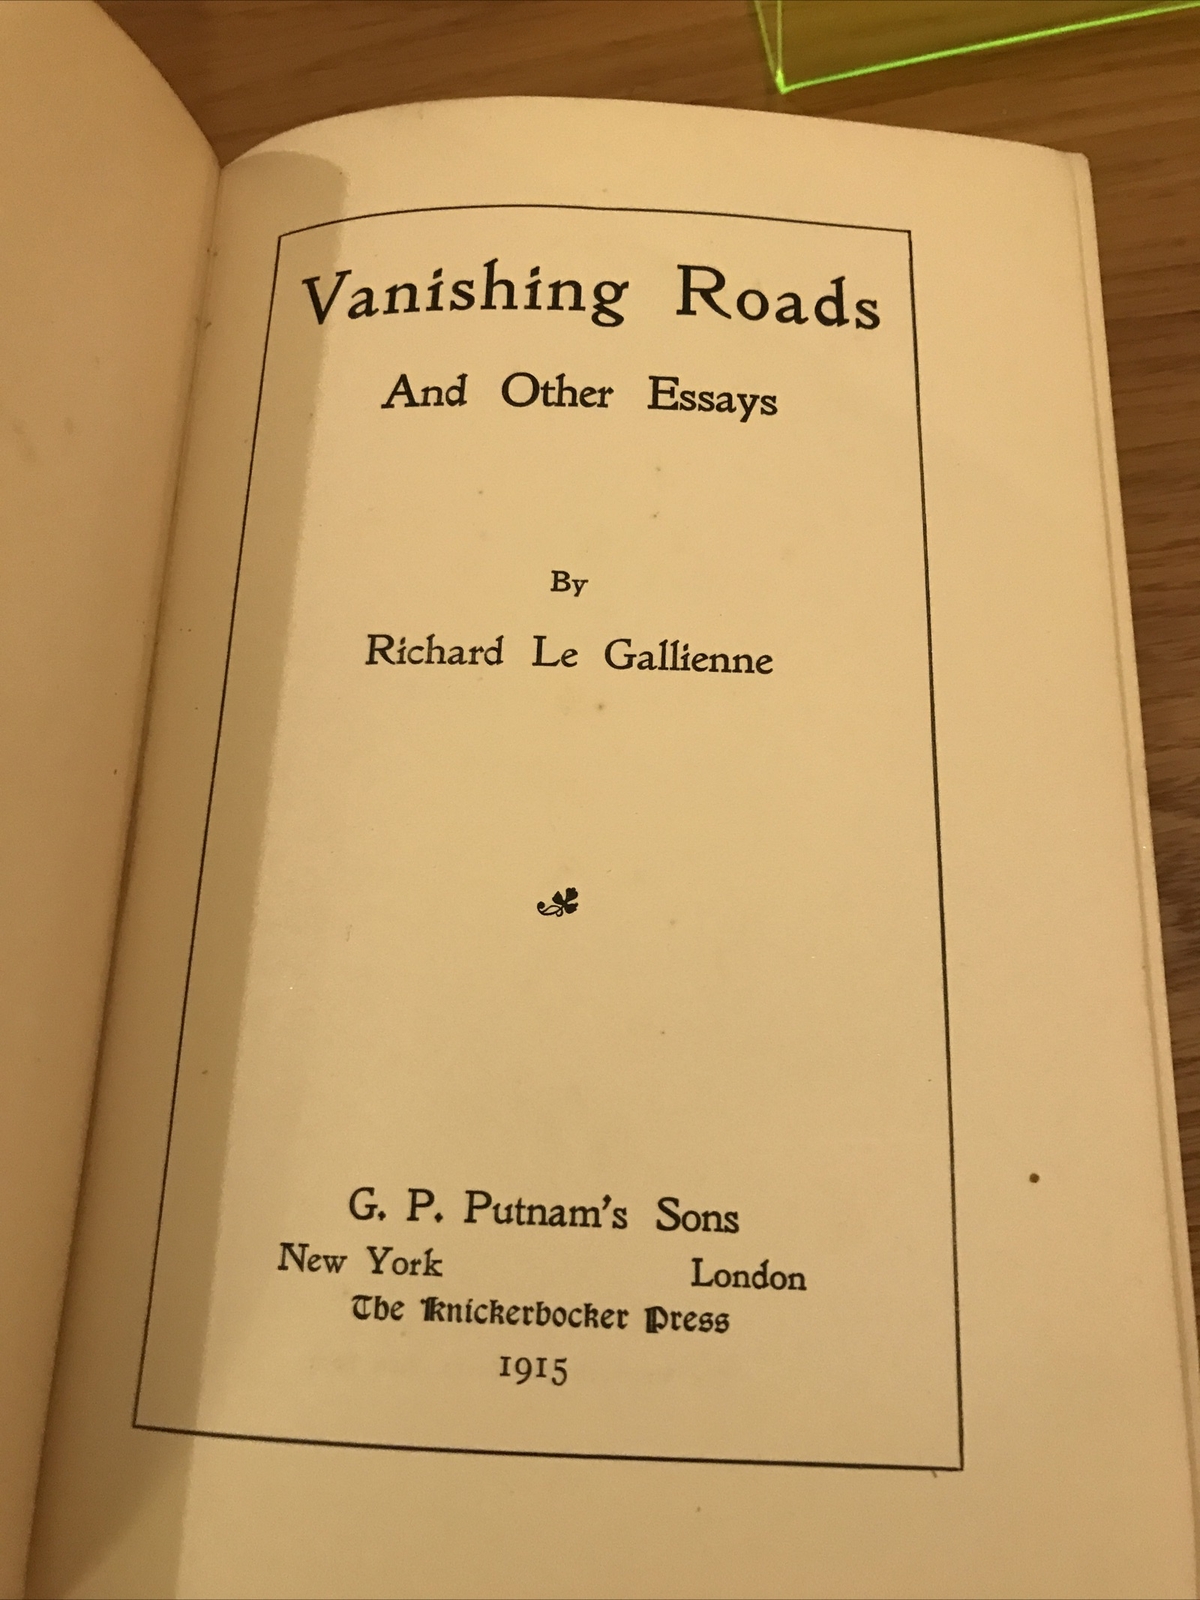 Vanishing Roads
And Other Essays
By
Richard Le Gallienne
G. P. Putnam's Sons
New York London
The Knickerbocker Press
1915